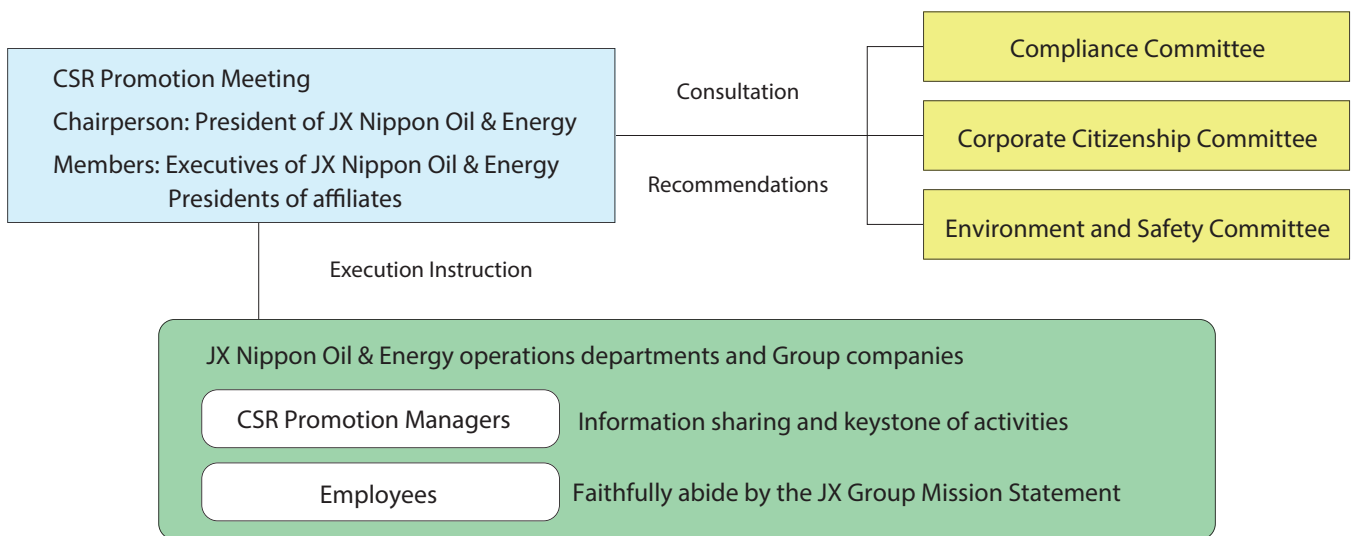 CSR Promotion Meeting
Chairperson: President of JX Nippon Oil & Energy
Members: Executives of JX Nippon Oil & Energy
Presidents of affiliates
Consultation
Recommendations
Compliance Committee
Corporate Citizenship Committee
Environment and Safety Committee
Execution Instruction
JX Nippon Oil & Energy operations departments and Group companies
CSR Promotion Managers
Information sharing and keystone of activities
Employees
Faithfully abide by the JX Group Mission Statement